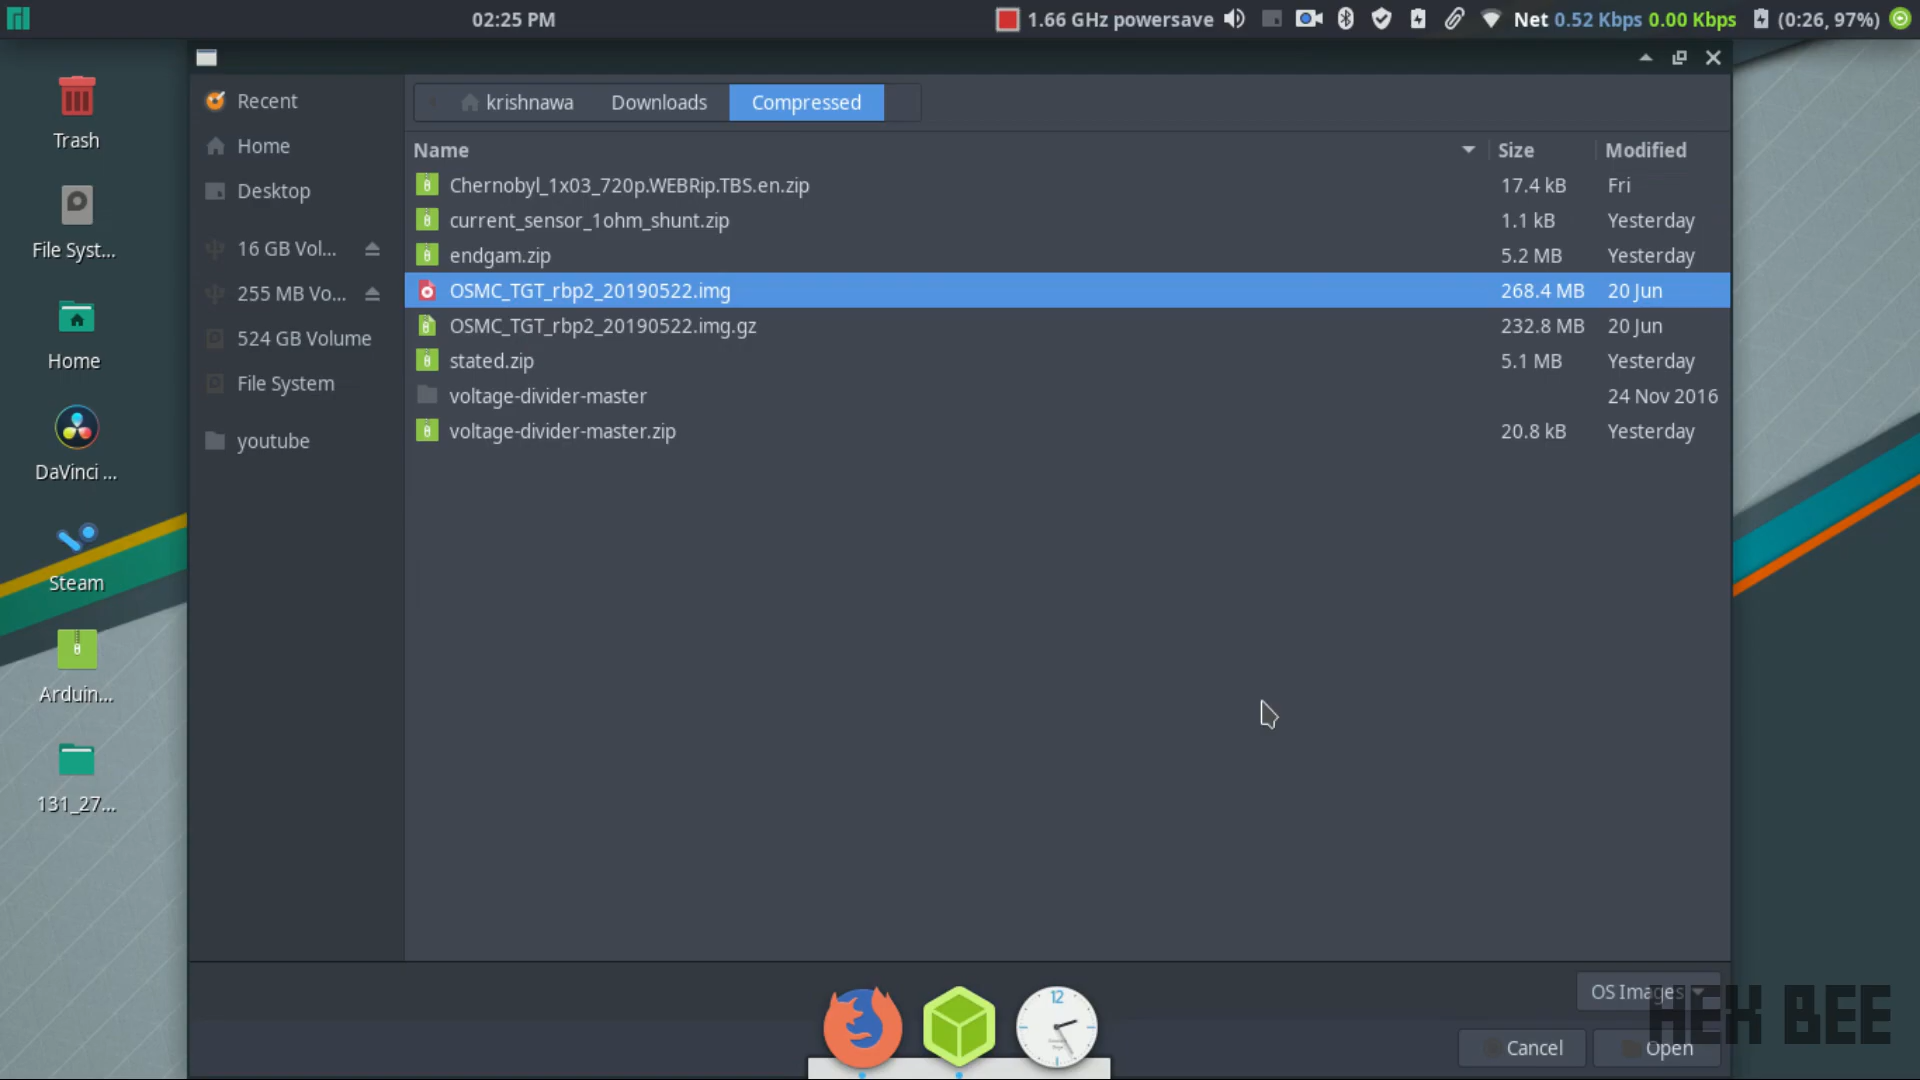 02:25 PM
1.66 GHz powersave
Net 0.52 Kbps 0.00 Kbps
(0:26, 97%)
Trash
File Syst...
Home
DaVinci ...
Steam
Arduin...
131_27...
Recent
Home
Desktop
16 GB Vol...
255 MB Vo...
524 GB Volume
File System
youtube
krishnawa Downloads Compressed
Name Size Modified
Chernobyl_1x03_720p.WEBRip.TBS.en.zip 17.4 kB Fri
current_sensor_1ohm_shunt.zip 1.1 kB Yesterday
endgam.zip 5.2 MB Yesterday
OSMC_TGT_rbp2_20190522.img 268.4 MB 20 Jun
OSMC_TGT_rbp2_20190522.img.gz 232.8 MB 20 Jun
stated.zip 5.1 MB Yesterday
voltage-divider-master 24 Nov 2016
voltage-divider-master.zip 20.8 kB Yesterday
12
OS Images
HEX BEE
Cancel Open